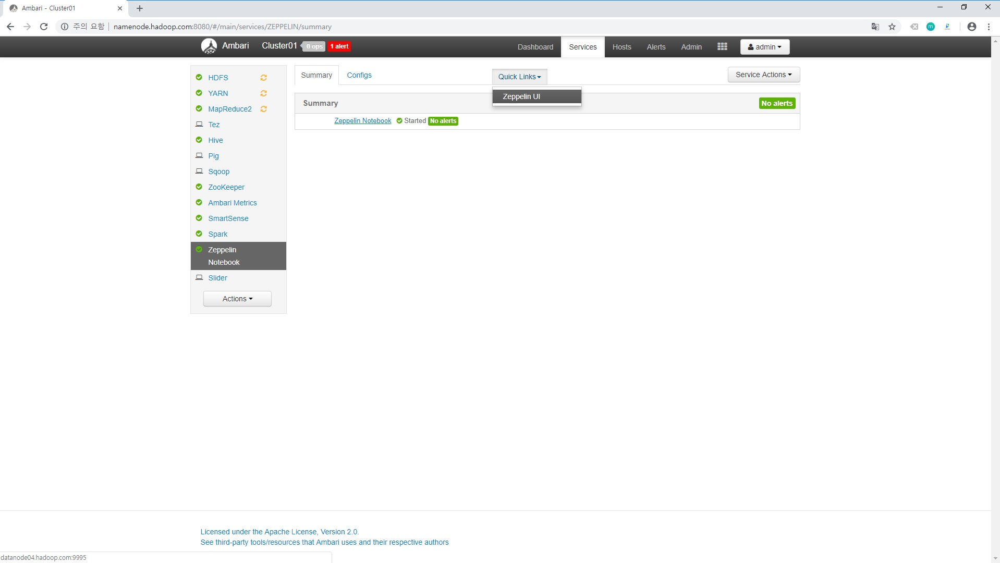 Ambari - Cluster01
주의 요함 namenode.hadoop.com:8080/#/main/services/ZEPPELIN/summary
Ambari Cluster01 0 ops 1 alert Dashboard Services Hosts Alerts Admin admin
HDFS
YARN
MapReduce2
Tez
Hive
Pig
Sqoop
ZooKeeper
Ambari Metrics
SmartSense
Spark
Zeppelin
Notebook
Slider
Actions
Summary Configs Quick Links Service Actions
Zeppelin UI
Summary No alerts
Zeppelin Notebook Started No alerts
Licensed under the Apache License, Version 2.0.
See third-party tools/resources that Ambari uses and their respective authors
datanode04.hadoop.com:9995